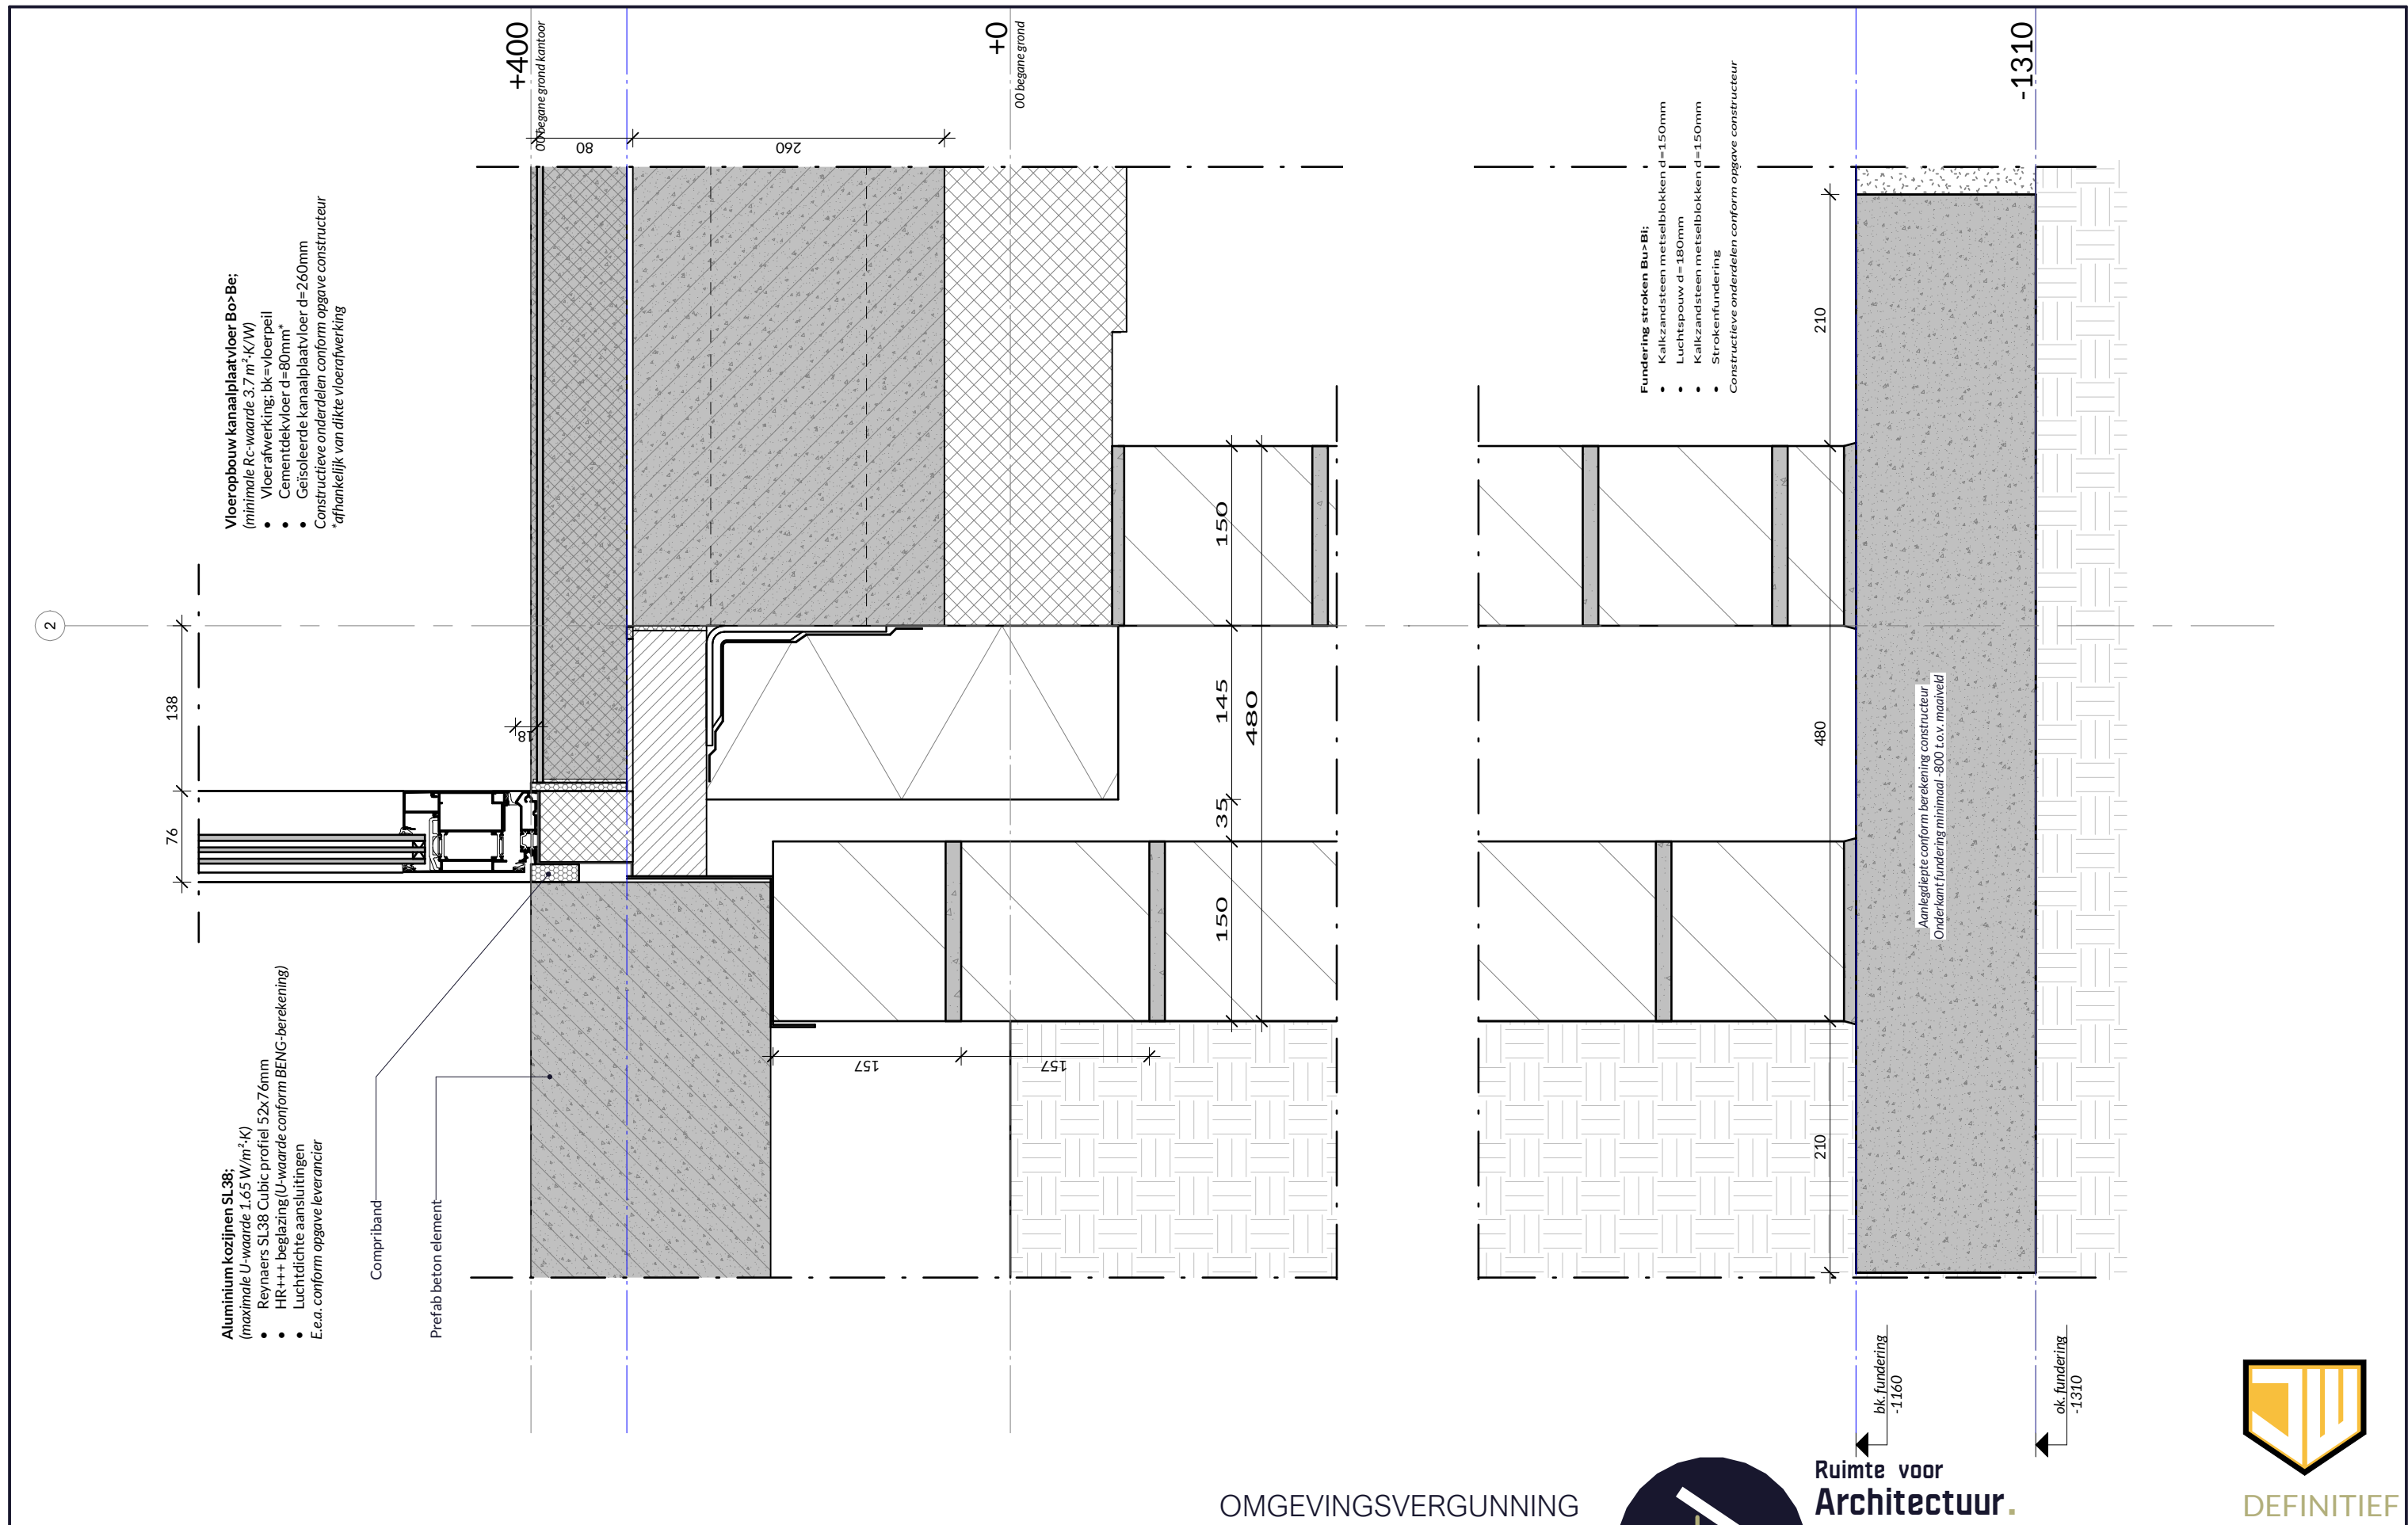 +400
00 begane grond kantoor
+0
00 begane grond
-1310
80
260
Vloeropbouw kanaalplaatvloer Bo>Be;
(minimale Rc-waarde 3.7 m²·K/W)
• Vloerafwerking; bk=vloerpeil
• Cementdekvloer d=80mm*
• Geïsoleerde kanaalplaatvloer d=260mm
Constructieve onderdelen conform opgave constructeur
*afhankelijk van dikte vloerafwerking
Fundering stroken Bu>Bi;
• Kalkzandsteen metselblokken d=150mm
• Luchtspouw d=180mm
• Kalkzandsteen metselblokken d=150mm
• Strokenfundering
Constructieve onderdelen conform opgave constructeur
2
138
76
18
150
145
480
35
150
157
157
210
480
210
Aanlegdiepte conform berekening constructeur
Onderkant fundering minimaal -800 t.o.v. maaiveld
Aluminium kozijnen SL38;
(maximale U-waarde 1.65 W/m²·K)
• Reynaers SL38 Cubic profiel 52x76mm
• HR+++ beglazing (U-waarde conform BENG-berekening)
• Luchtdichte aansluitingen
E.e.a. conform opgave leverancier
Compriband
Prefab beton element
bk. fundering
-1160
ok. fundering
-1310
OMGEVINGSVERGUNNING
Ruimte voor
Architectuur.
DEFINITIEF